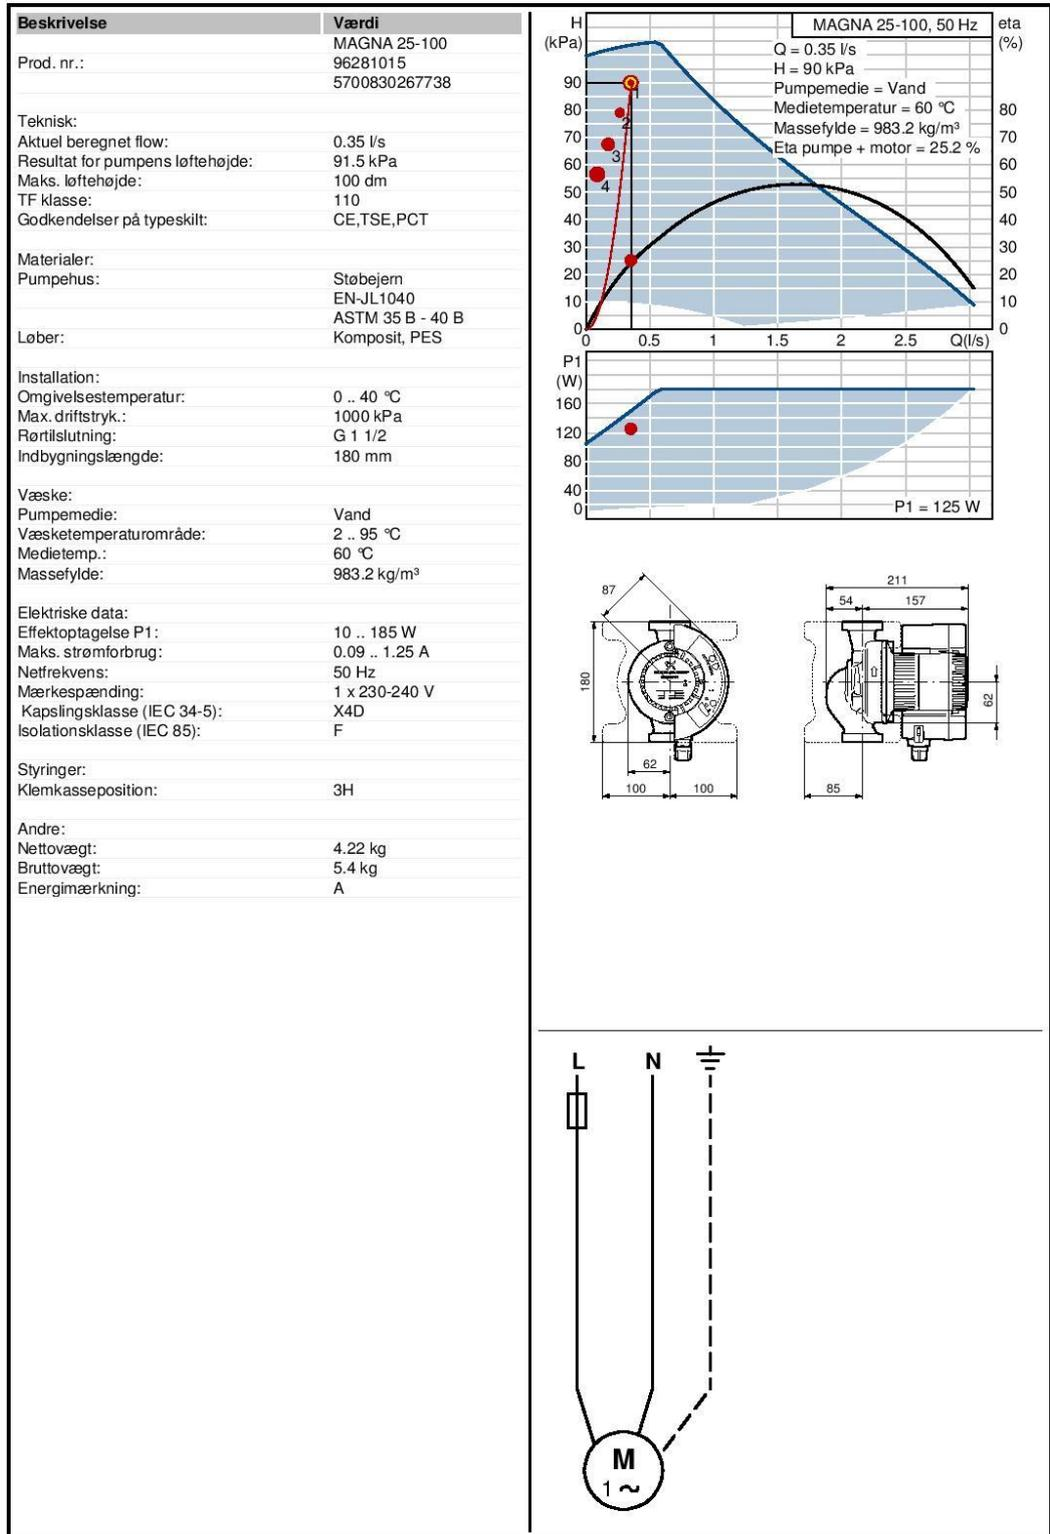 Beskrivelse Værdi
MAGNA 25-100
Prod. nr.: 96281015
5700830267738
Teknisk:
Aktuel beregnet flow: 0.35 l/s
Resultat for pumpens løftehøjde: 91.5 kPa
Maks. løftehøjde: 100 dm
TF klasse: 110
Godkendelser på typeskilt: CE,TSE,PCT
Materialer:
Pumpehus: Støbejern
EN-JL1040
ASTM 35 B - 40 B
Løber: Komposit, PES
Installation:
Omgivelsestemperatur: 0 .. 40 °C
Max. driftstryk.: 1000 kPa
Rørtilslutning: G 1 1/2
Indbygningslængde: 180 mm
Væske:
Pumpemedie: Vand
Væsketemperaturområde: 2 .. 95 °C
Medietemp.: 60 °C
Massefylde: 983.2 kg/m³
Elektriske data:
Effektoptagelse P1: 10 .. 185 W
Maks. strømforbrug: 0.09 .. 1.25 A
Netfrekvens: 50 Hz
Mærkespænding: 1 x 230-240 V
Kapslingsklasse (IEC 34-5): X4D
Isolationsklasse (IEC 85): F
Styringer:
Klemkasseposition: 3H
Andre:
Nettovægt: 4.22 kg
Bruttovægt: 5.4 kg
Energimærkning: A
H MAGNA 25-100, 50 Hz eta
(kPa) (%)
Q = 0.35 l/s
H = 90 kPa
Pumpemedie = Vand
Medietemperatur = 60 °C
Massefylde = 983.2 kg/m³
Eta pumpe + motor = 25.2 %
90 1
80 2 80
70 3 70
60 4 60
50 50
40 40
30 30
20 20
10 10
0 0
0 0.5 1 1.5 2 2.5 Q(l/s)
P1
(W)
160
120
80
40
0
P1 = 125 W
87
180
62
100 100
211
54 157
62
85
L N
M
1 ~